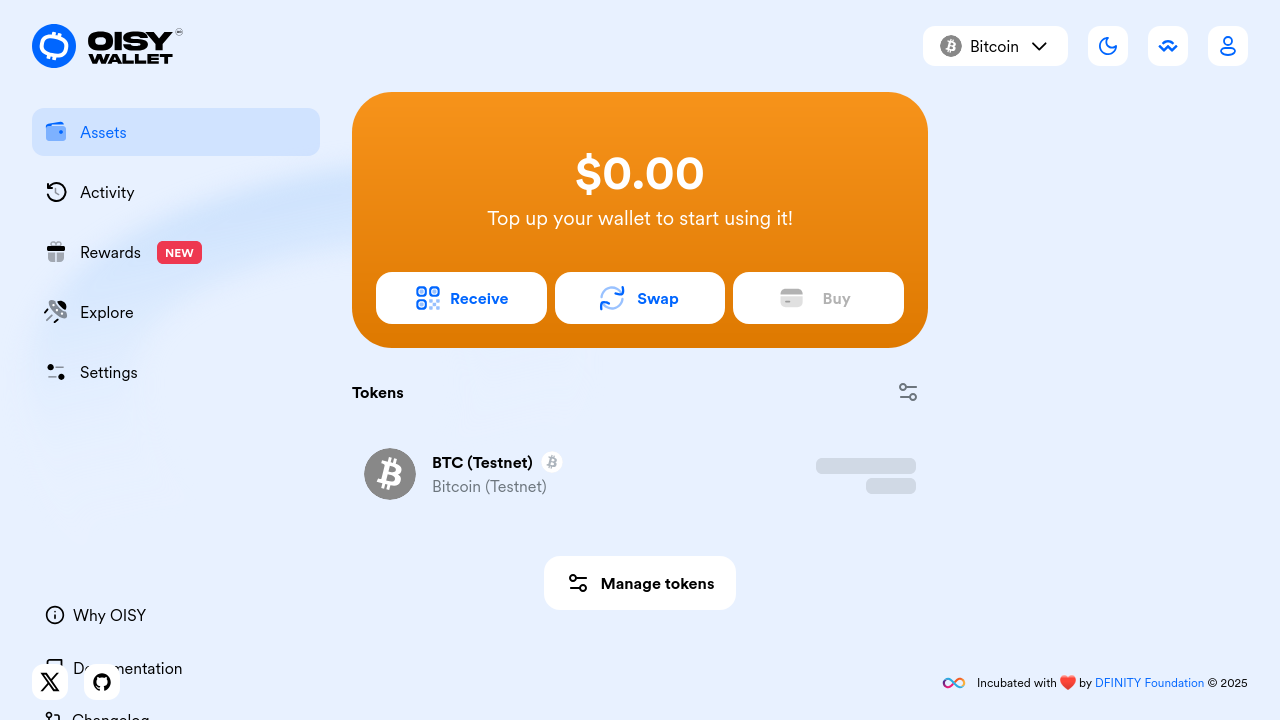 OISY
WALLET
Bitcoin
Assets
Activity
Rewards NEW
Explore
Settings
$0.00
Top up your wallet to start using it!
Receive
Swap
Buy
Tokens
BTC (Testnet)
Bitcoin (Testnet)
Manage tokens
Why OISY
Documentation
Changelog
Incubated with ❤️ by DFINITY Foundation © 2025